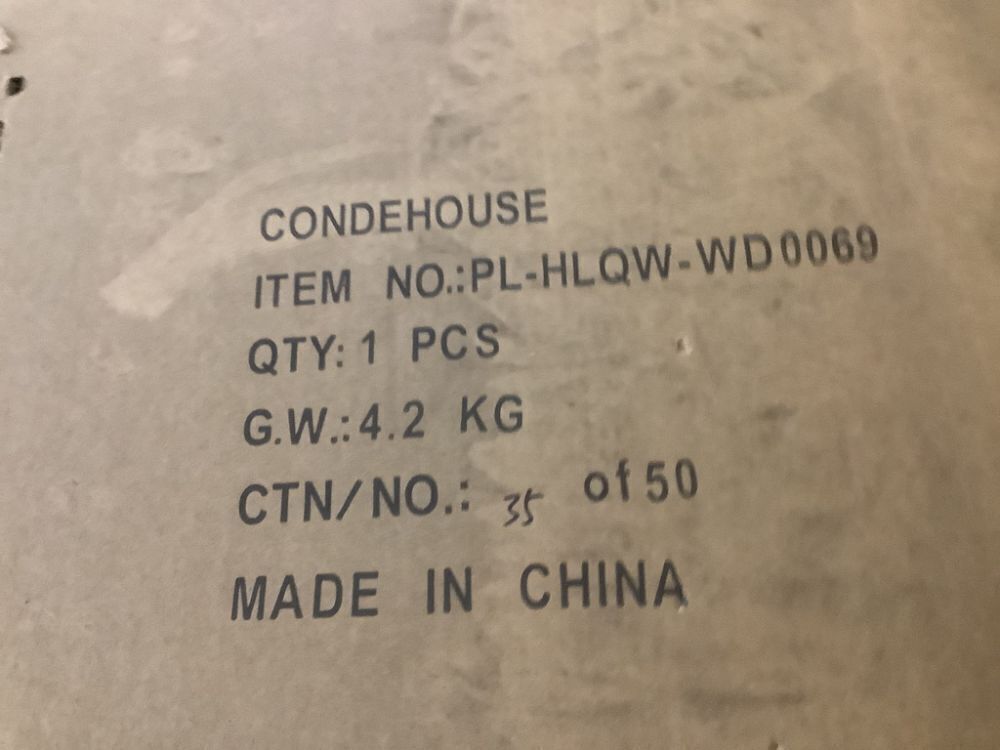 CONDEHOUSE
ITEM NO.:PL-HLQW-WD0069
QTY: 1 PCS
G.W.:4.2 KG
CTN/NO.: 35 of 50
MADE IN CHINA